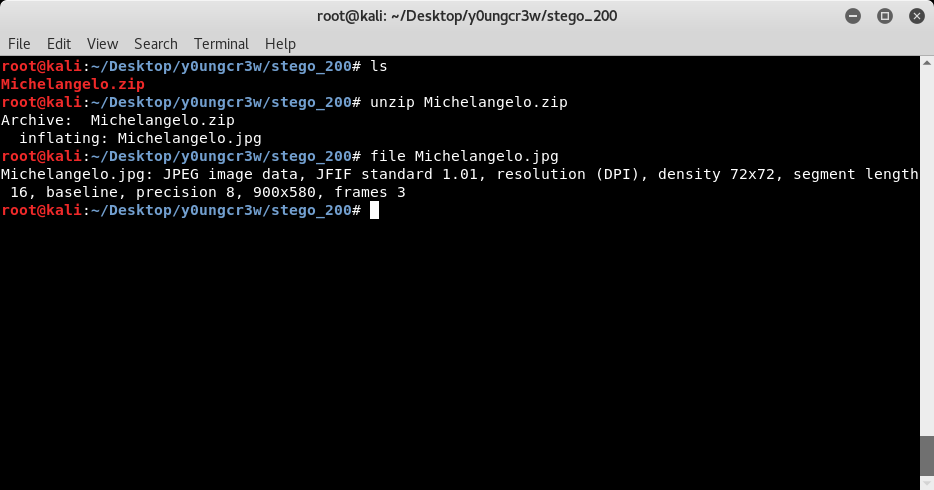 root@kali: ~/Desktop/y0ungcr3w/stego_200
File Edit View Search Terminal Help
root@kali:~/Desktop/y0ungcr3w/stego_200# ls
Michelangelo.zip
root@kali:~/Desktop/y0ungcr3w/stego_200# unzip Michelangelo.zip
Archive:  Michelangelo.zip
  inflating: Michelangelo.jpg
root@kali:~/Desktop/y0ungcr3w/stego_200# file Michelangelo.jpg
Michelangelo.jpg: JPEG image data, JFIF standard 1.01, resolution (DPI), density 72x72, segment length
 16, baseline, precision 8, 900x580, frames 3
root@kali:~/Desktop/y0ungcr3w/stego_200#